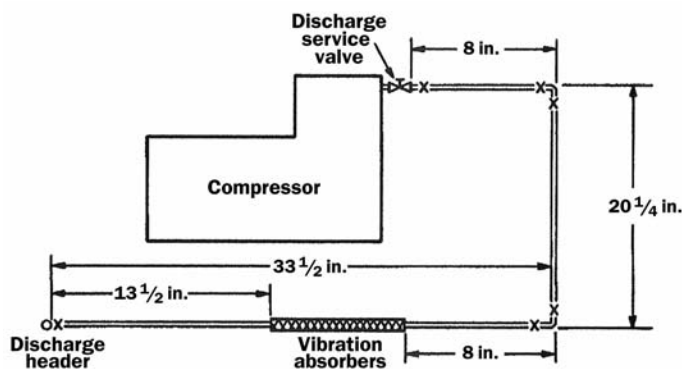 Discharge
service
valve
8 in.
Compressor
20 1/4 in.
33 1/2 in.
13 1/2 in.
Discharge
header
Vibration
absorbers
8 in.